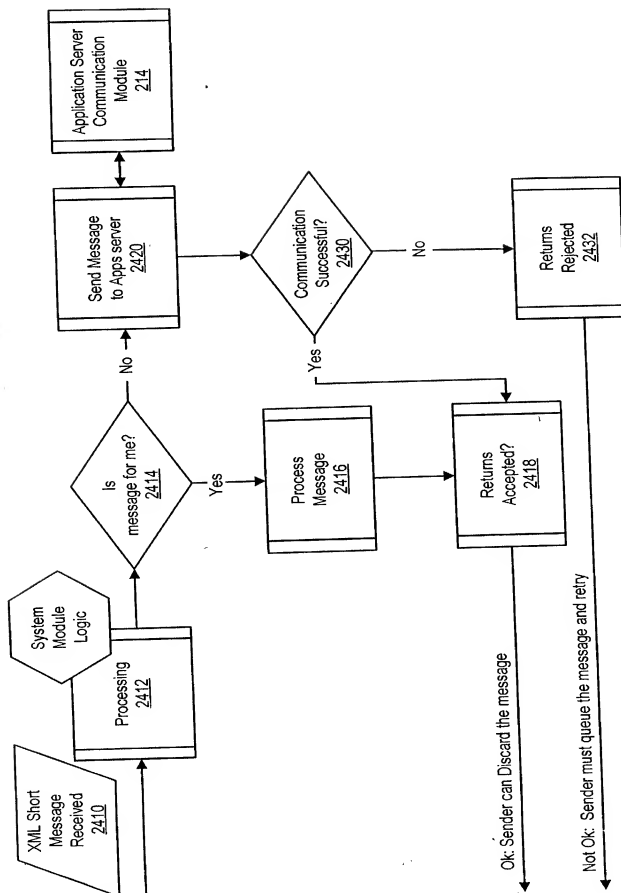 XML Short
Message
Received
2410
System
Module
Logic
Processing
2412
Is
message for me?
2414
No
Yes
Send Message
to Apps server
2420
Application Server
Communication
Module
214
Process
Message
2416
Communication
Successful?
2430
Yes
No
Returns
Accepted?
2418
Returns
Rejected
2432
Ok: Sender can Discard the message
Not Ok: Sender must queue the message and retry